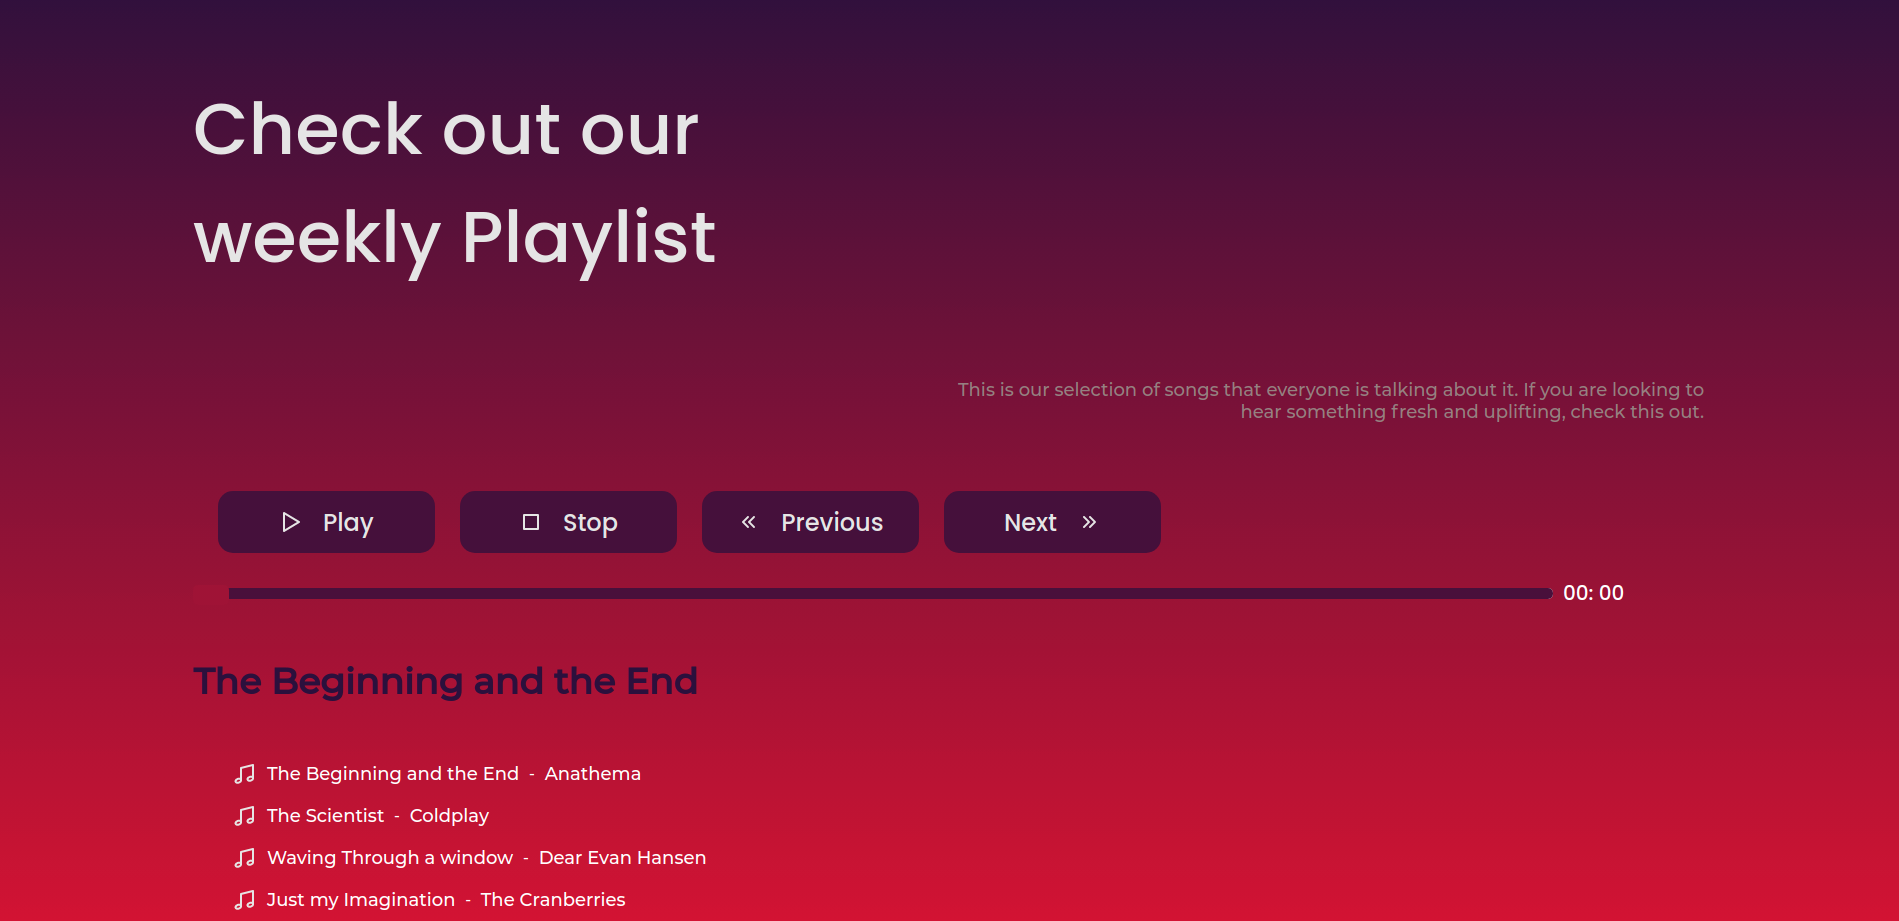 Check out our
weekly Playlist
This is our selection of songs that everyone is talking about it. If you are looking to
hear something fresh and uplifting, check this out.
Play Stop Previous Next
00: 00
The Beginning and the End
The Beginning and the End - Anathema
The Scientist - Coldplay
Waving Through a window - Dear Evan Hansen
Just my Imagination - The Cranberries